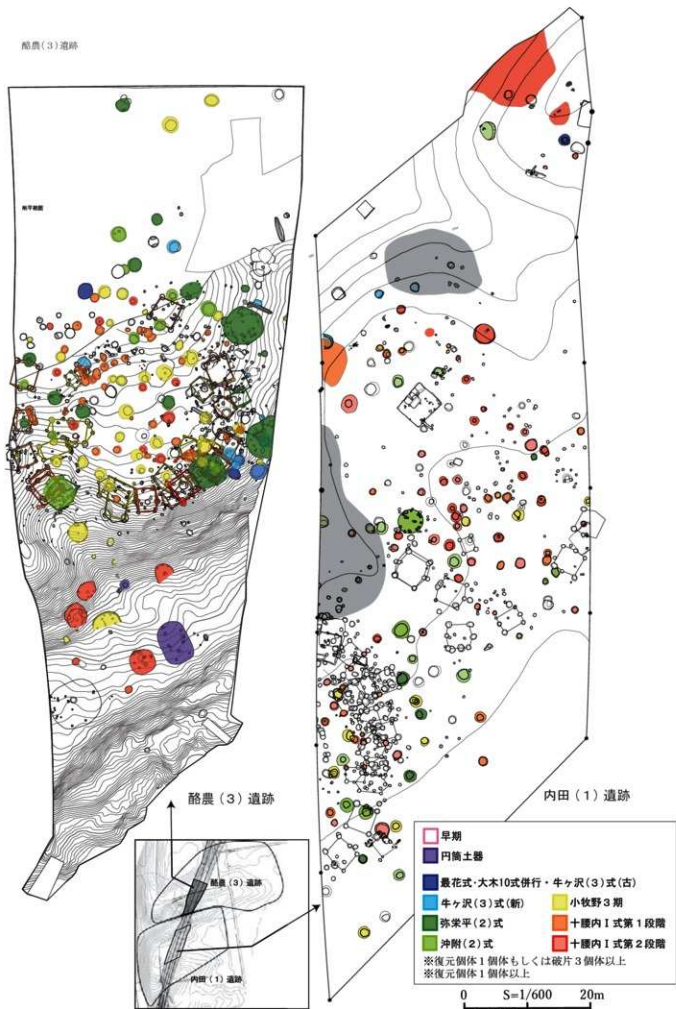 酪農(3)遺跡
削平範囲
酪農(3)遺跡
内田(1)遺跡
酪農(3)遺跡
内田(1)遺跡
早期
円筒土器
最花式・大木10式併行・牛ヶ沢(3)式(古)
牛ヶ沢(3)式(新)
小牧野3期
弥栄平(2)式
十腰内Ⅰ式第1段階
沖附(2)式
十腰内Ⅰ式第2段階
※復元個体1個体もしくは破片3個体以上
※復元個体1個体以上
0 S=1/600 20m